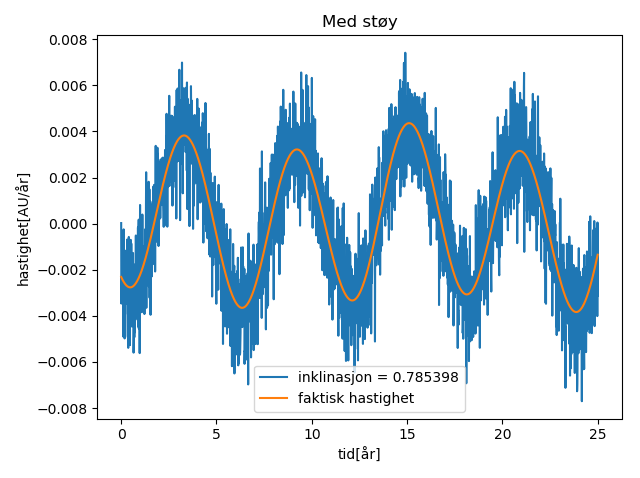 Med støy
0.008
0.006
0.004
0.002
0.000
−0.002
−0.004
−0.006
−0.008
hastighet[AU/år]
inklinasjon = 0.785398
faktisk hastighet
0 5 10 15 20 25
tid[år]